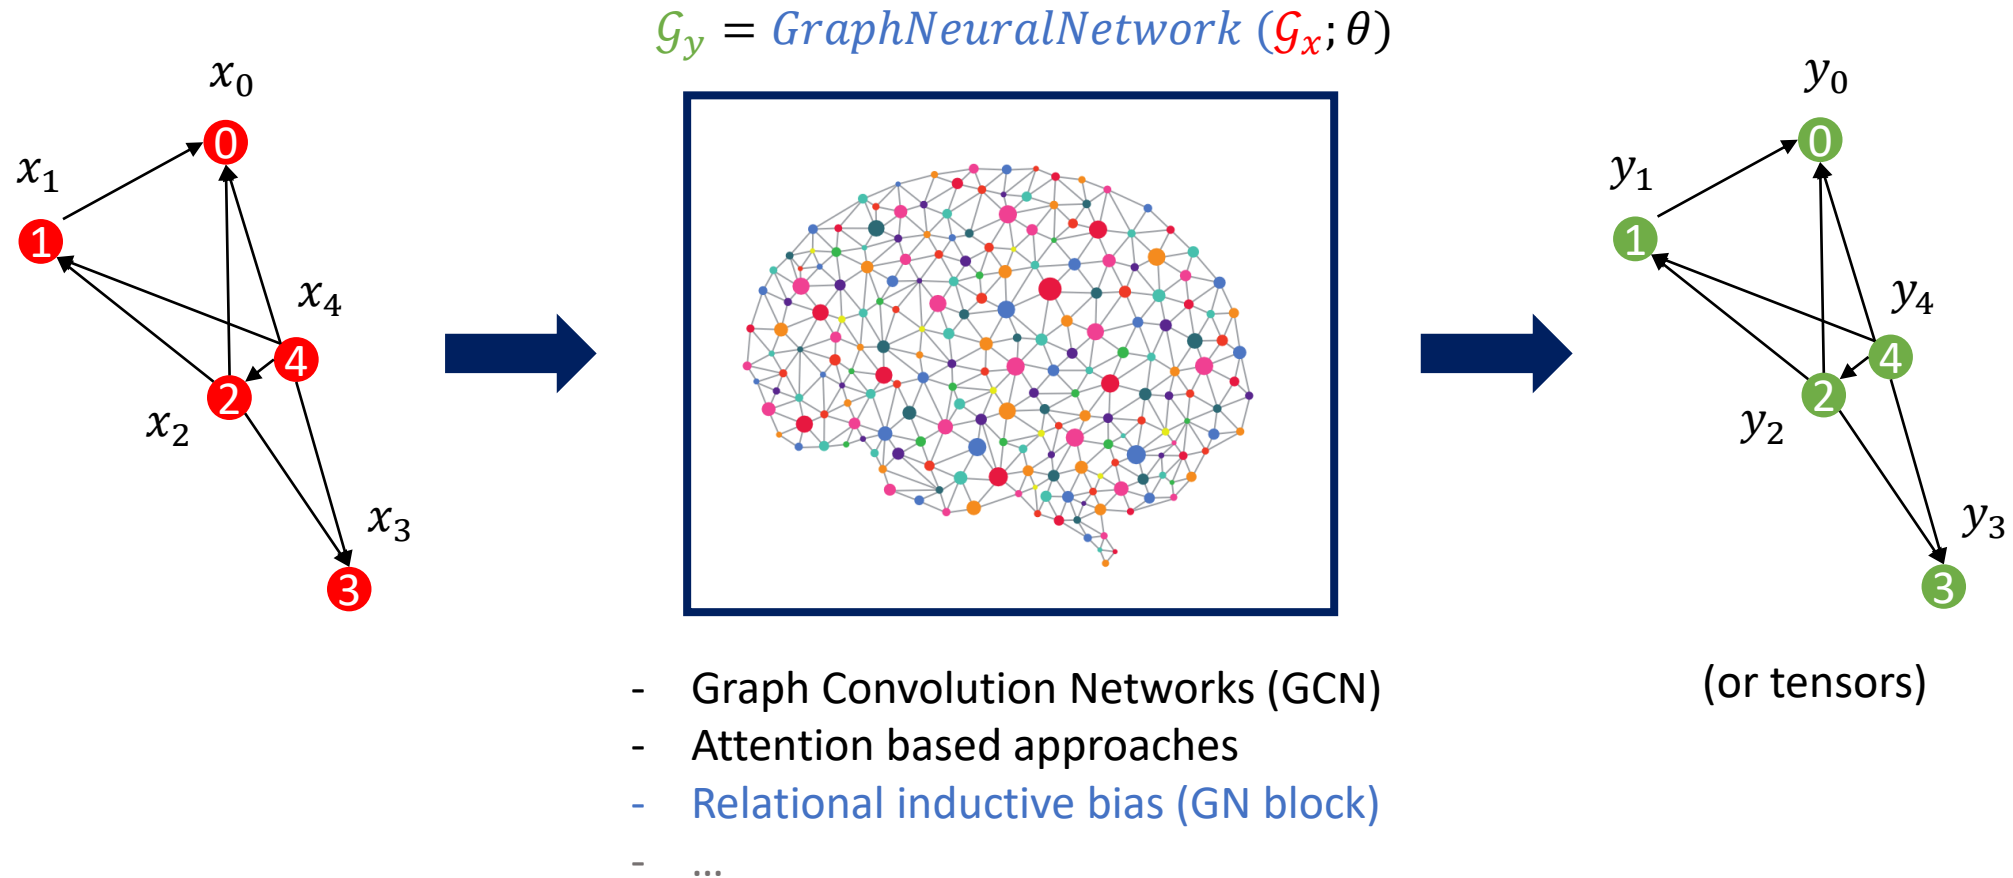 𝒢y = GraphNeuralNetwork (𝒢x; θ)
x0
0
x1
1
x4
4
2
x2
x3
3
y0
0
y1
1
y4
4
2
y2
y3
3
- Graph Convolution Networks (GCN)
- Attention based approaches
- Relational inductive bias (GN block)
- ...
(or tensors)